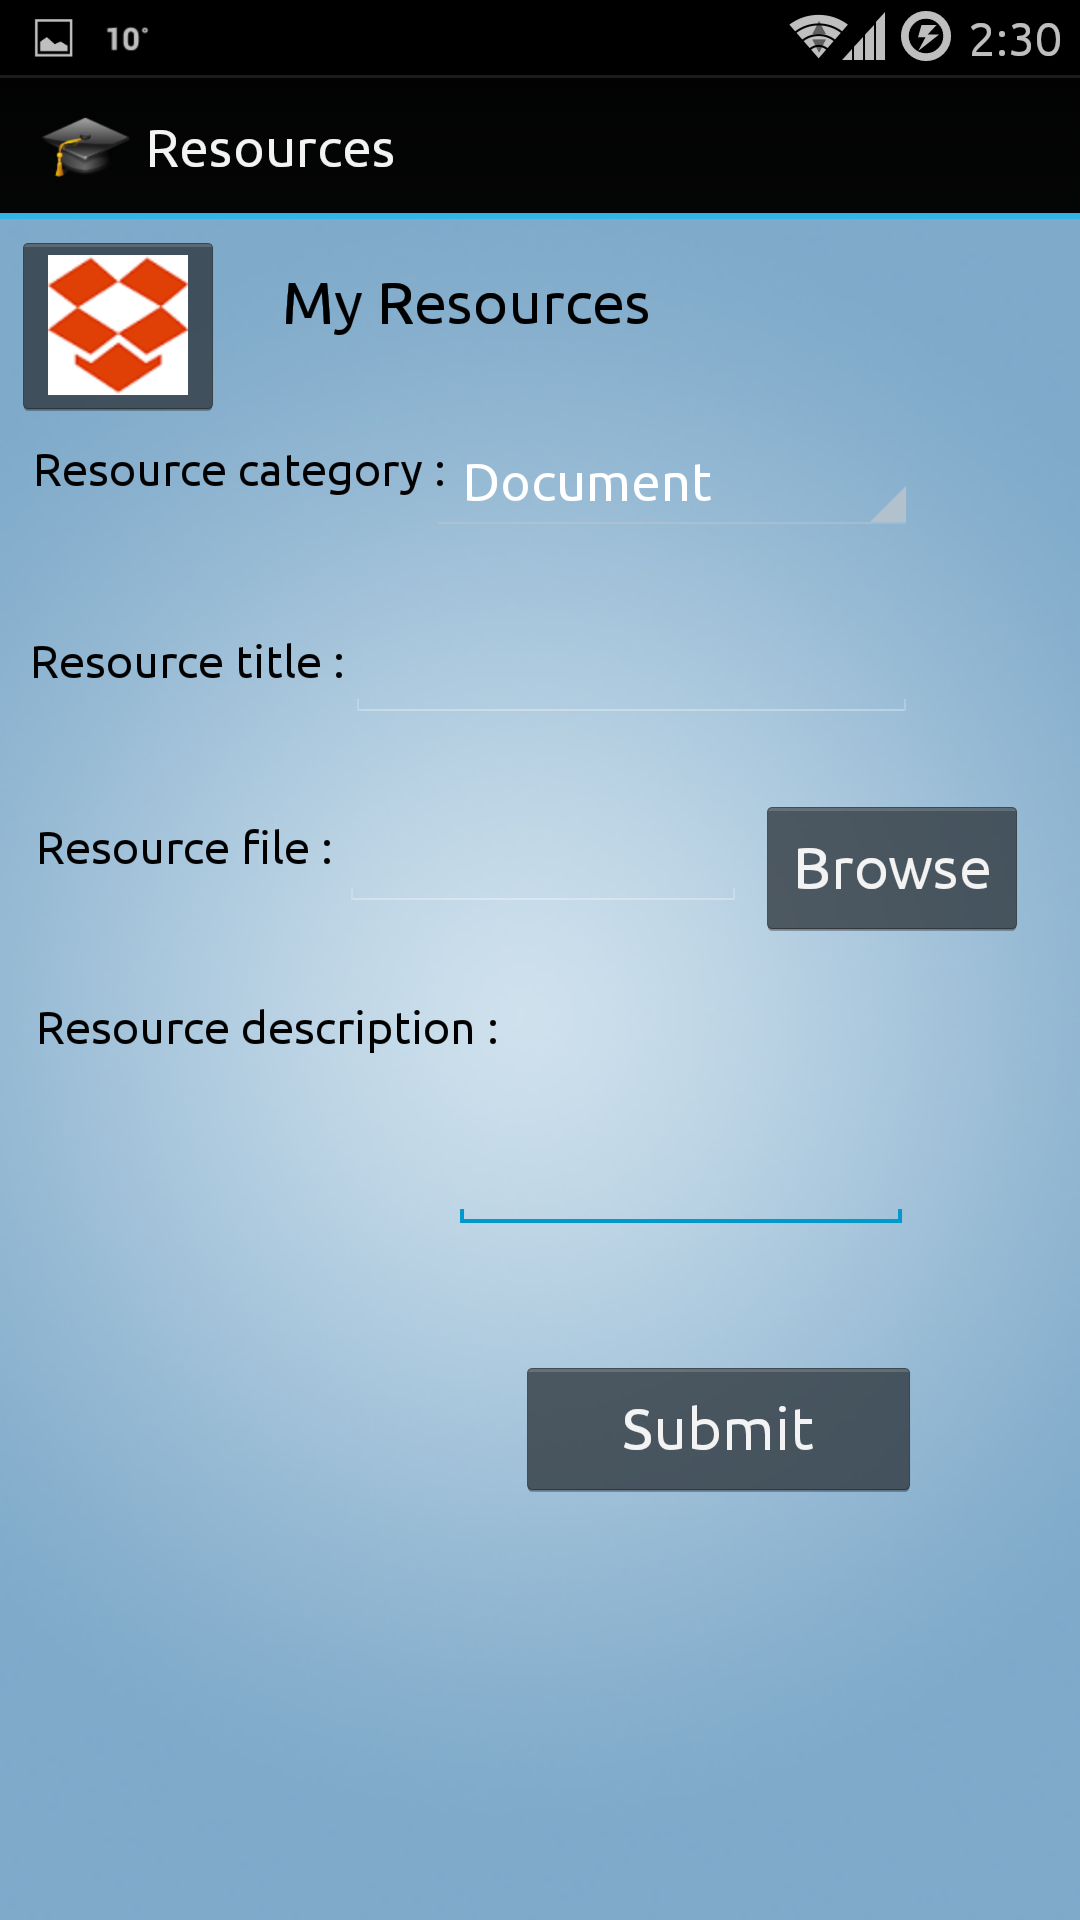 10° 2:30
Resources
My Resources
Resource category : Document
Resource title :
Resource file : Browse
Resource description :
Submit